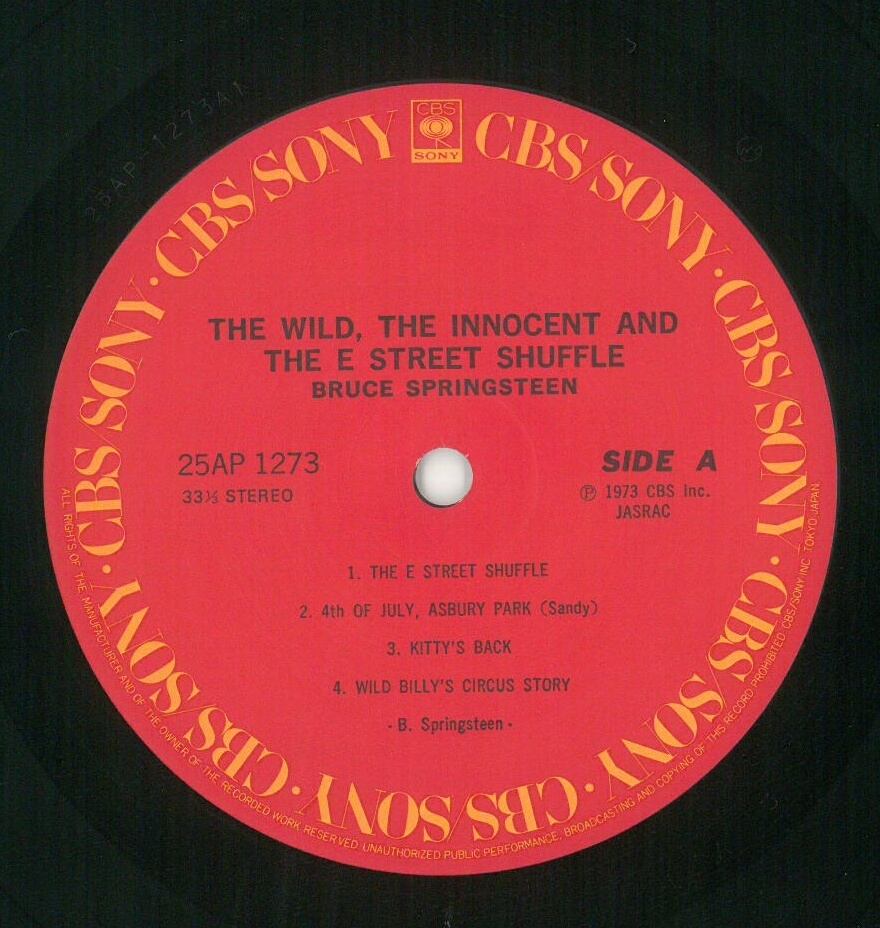 25AP-1273A1
CBS
SONY
CBS/SONY · CBS/SONY · CBS/SONY · CBS/SONY · CBS/SONY · CBS/SONY · CBS/SONY · CBS/SONY
THE WILD, THE INNOCENT AND
THE E STREET SHUFFLE
BRUCE SPRINGSTEEN
25AP 1273
33⅓ STEREO
SIDE A
℗ 1973 CBS Inc.
JASRAC
1. THE E STREET SHUFFLE
2. 4th OF JULY, ASBURY PARK (Sandy)
3. KITTY'S BACK
4. WILD BILLY'S CIRCUS STORY
- B. Springsteen -
ALL RIGHTS OF THE MANUFACTURER AND OF THE OWNER OF THE RECORDED WORK RESERVED UNAUTHORIZED PUBLIC PERFORMANCE, BROADCASTING AND COPYING OF THIS RECORD PROHIBITED CBS/SONY INC TOKYO JAPAN